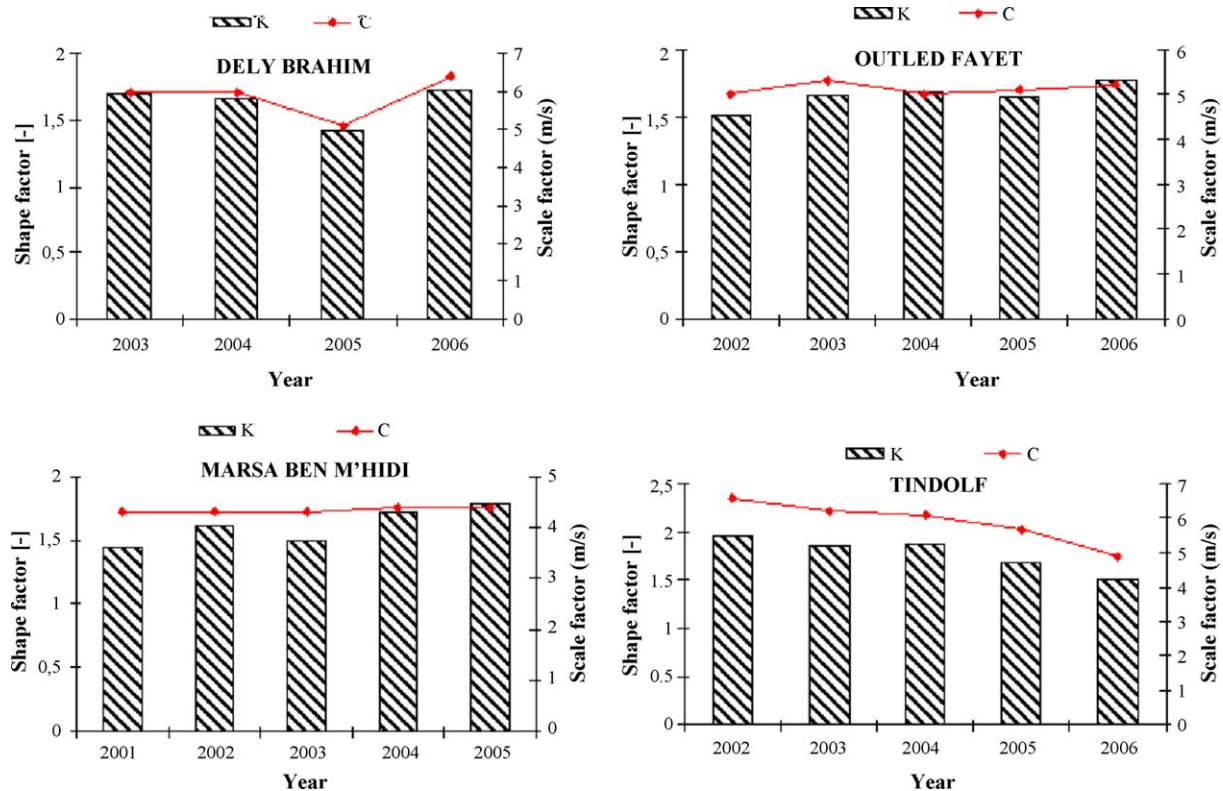 K C
DELY BRAHIM
Shape factor [-]
2
1,5
1
0,5
0
Scale factor (m/s)
7
6
5
4
3
2
1
0
2003 2004 2005 2006
Year
K C
OUTLED FAYET
Shape factor [-]
2
1,5
1
0,5
0
Scale factor (m/s)
6
5
4
3
2
1
0
2002 2003 2004 2005 2006
Year
K C
MARSA BEN M’HIDI
Shape factor [-]
2
1,5
1
0,5
0
Scale factor (m/s)
5
4
3
2
1
0
2001 2002 2003 2004 2005
Year
K C
TINDOLF
Shape factor [-]
2,5
2
1,5
1
0,5
0
Scale factor (m/s)
7
6
5
4
3
2
1
0
2002 2003 2004 2005 2006
Year